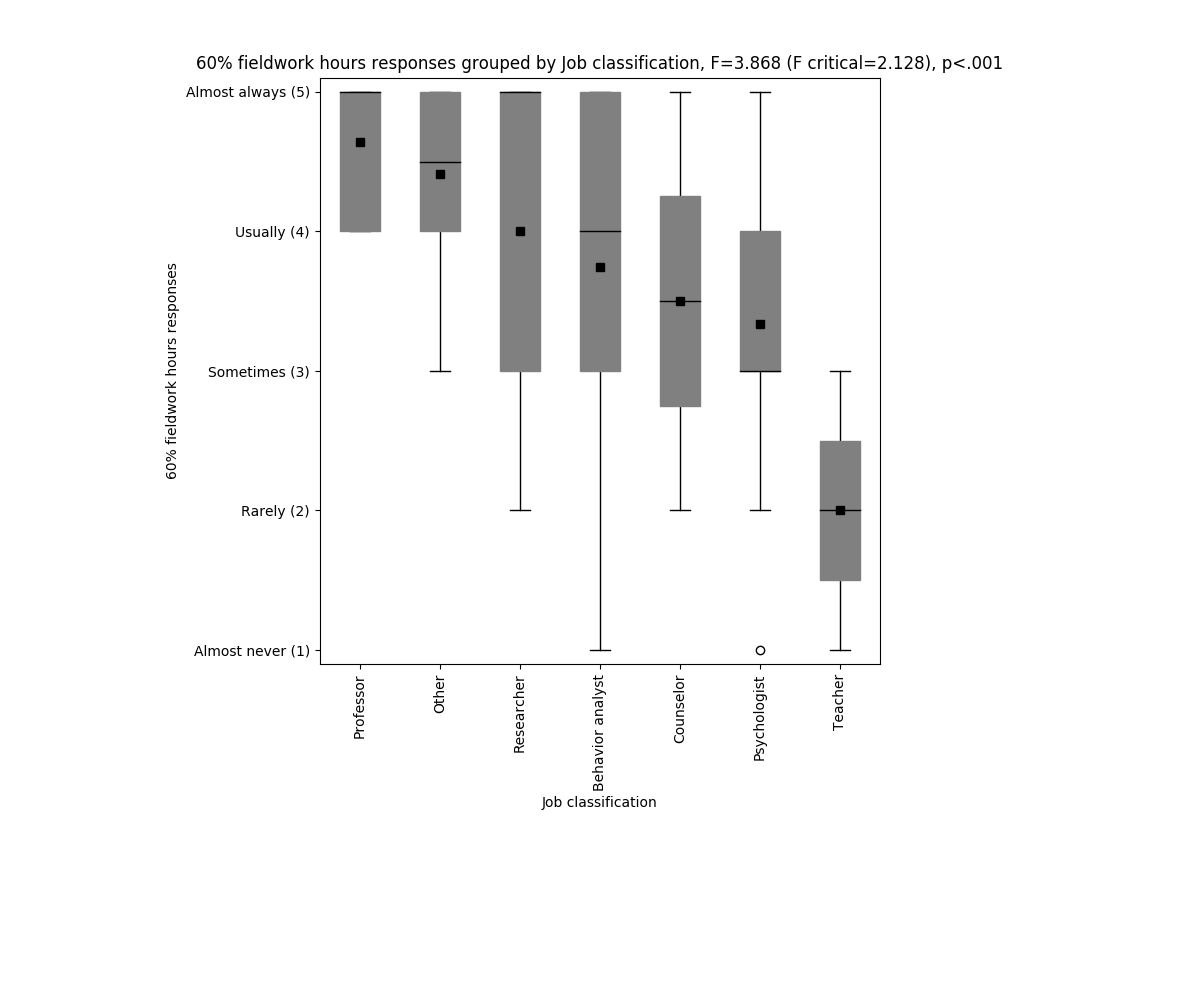 60% fieldwork hours responses grouped by Job classification, F=3.868 (F critical=2.128), p<.001
Almost always (5)
Usually (4)
Sometimes (3)
Rarely (2)
Almost never (1)
60% fieldwork hours responses
Professor
Other
Researcher
Behavior analyst
Counselor
Psychologist
Teacher
Job classification